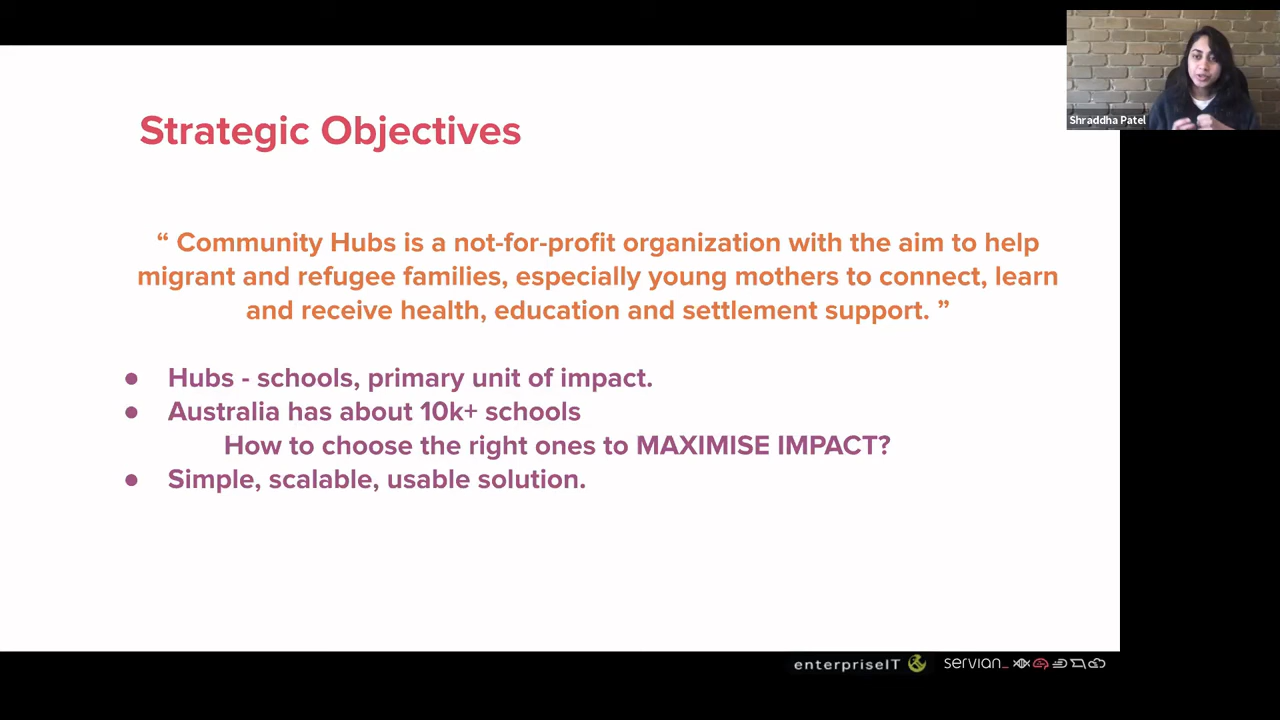 Shraddha Patel
Strategic Objectives
“ Community Hubs is a not-for-profit organization with the aim to help
migrant and refugee families, especially young mothers to connect, learn
and receive health, education and settlement support. ”
● Hubs - schools, primary unit of impact.
● Australia has about 10k+ schools
How to choose the right ones to MAXIMISE IMPACT?
● Simple, scalable, usable solution.
enterpriseIT servian_